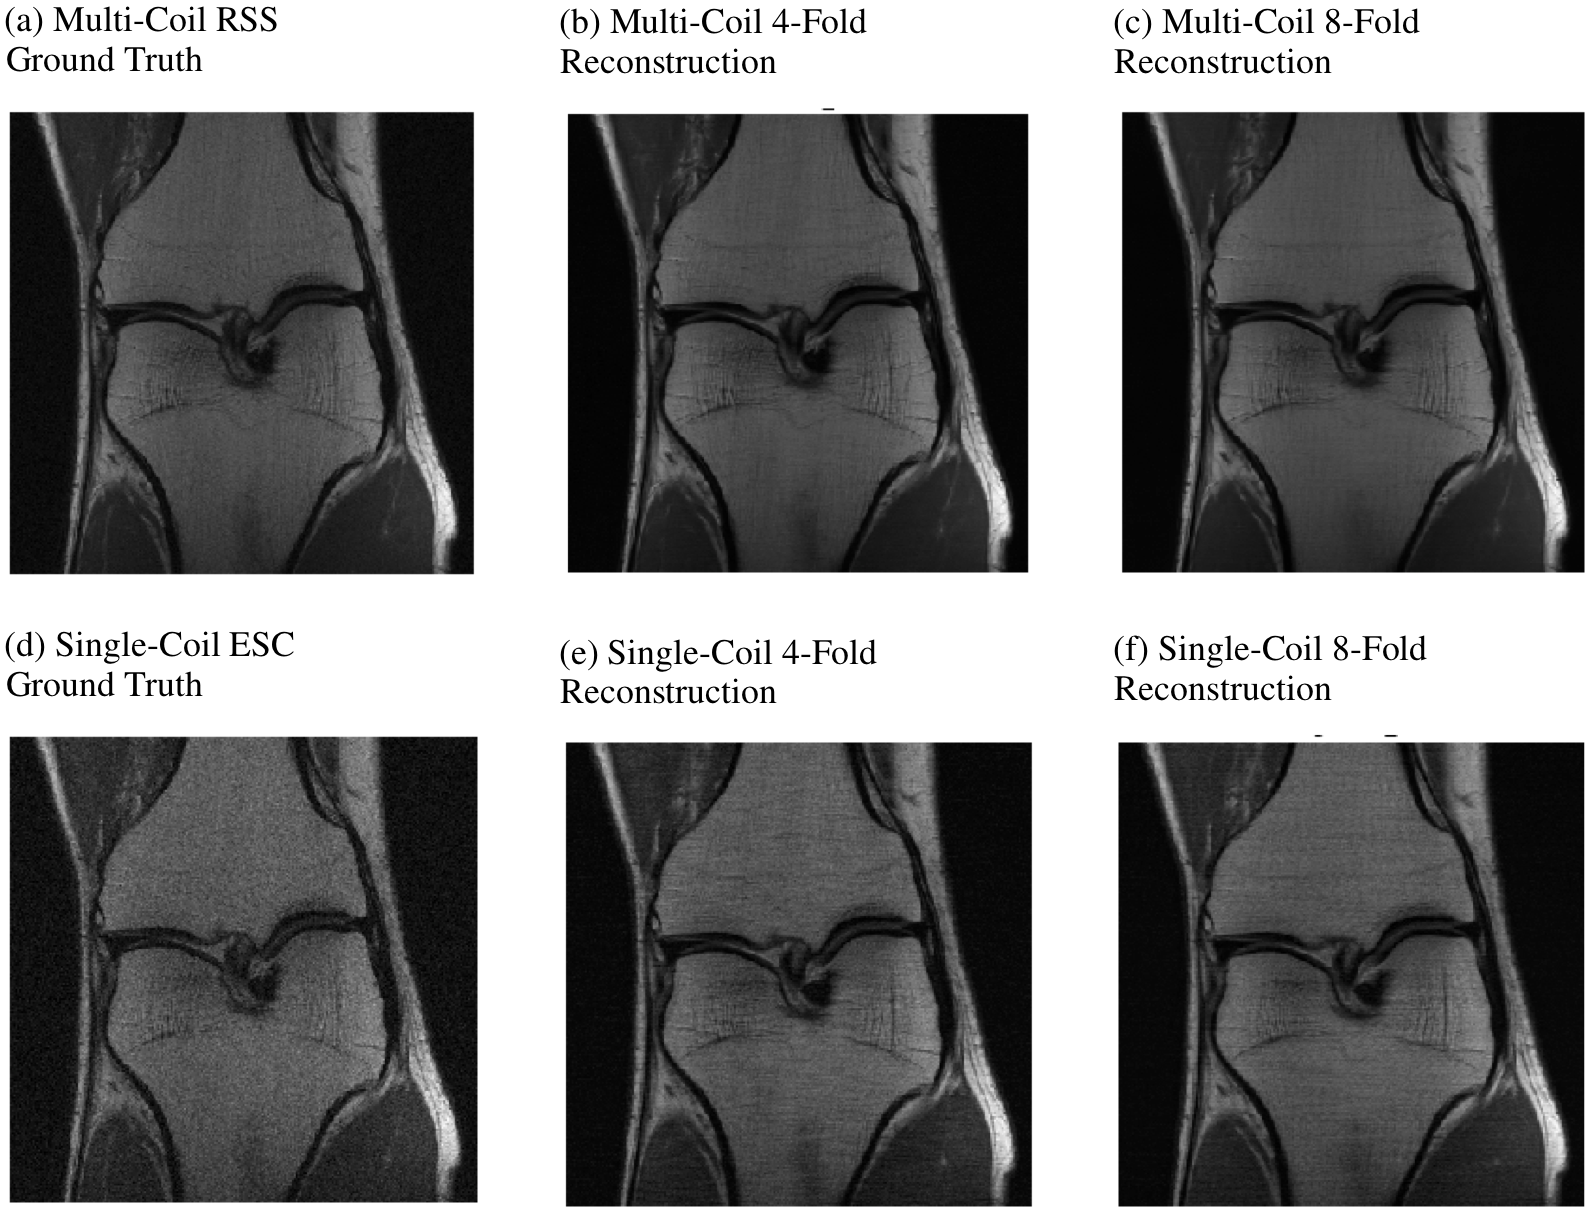 (a) Multi-Coil RSS
Ground Truth
(b) Multi-Coil 4-Fold
Reconstruction
(c) Multi-Coil 8-Fold
Reconstruction
(d) Single-Coil ESC
Ground Truth
(e) Single-Coil 4-Fold
Reconstruction
(f) Single-Coil 8-Fold
Reconstruction